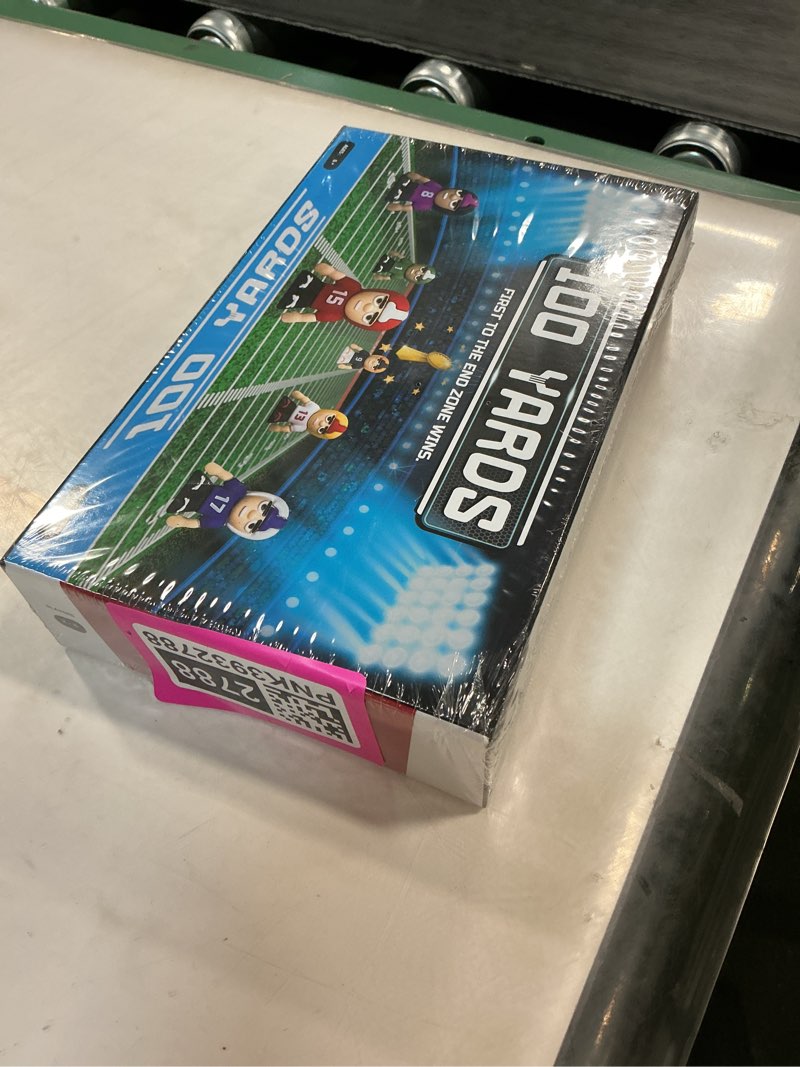 100 YARDS
FIRST TO THE END ZONE WINS.
100 YARDS
8
15
9
13
17
2788
PNK3932788